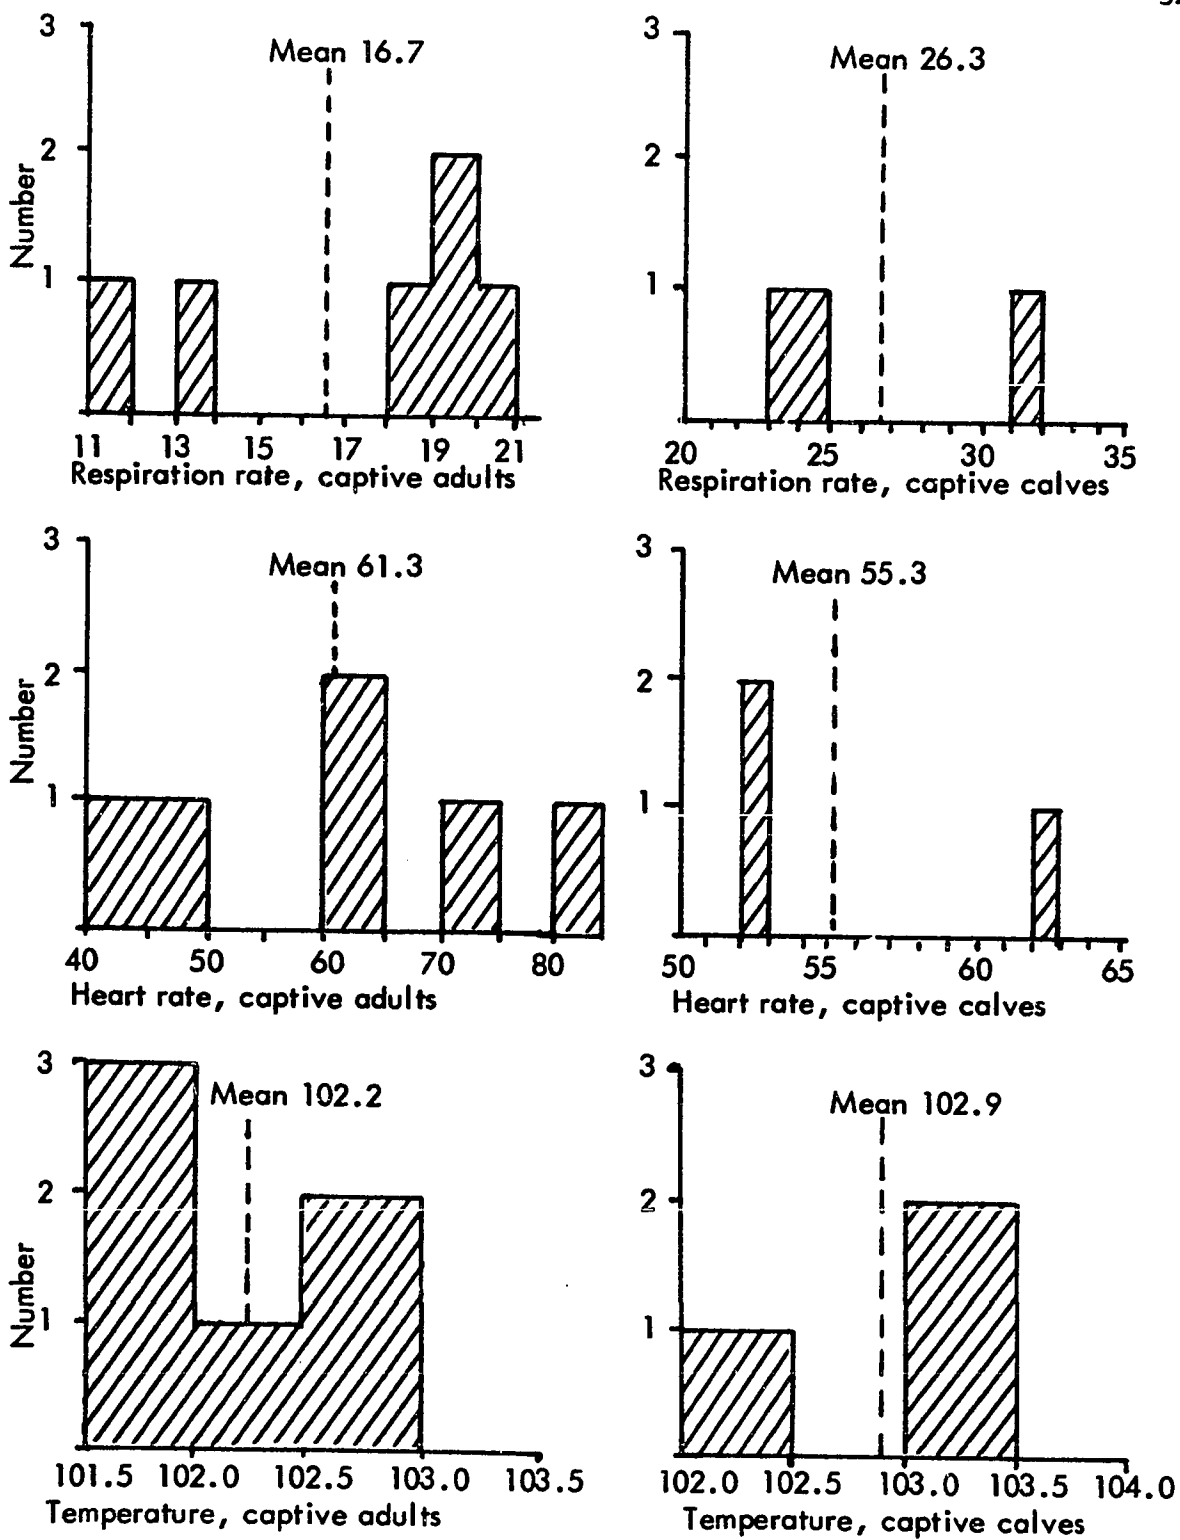 3
Mean 16.7
2
1
Number
11 13 15 17 19 21
Respiration rate, captive adults
3
Mean 26.3
2
1
20 25 30 35
Respiration rate, captive calves
3
Mean 61.3
2
1
Number
40 50 60 70 80
Heart rate, captive adults
3
Mean 55.3
2
1
50 55 60 65
Heart rate, captive calves
3
Mean 102.2
2
1
Number
101.5 102.0 102.5 103.0 103.5
Temperature, captive adults
3
Mean 102.9
2
1
102.0 102.5 103.0 103.5 104.0
Temperature, captive calves